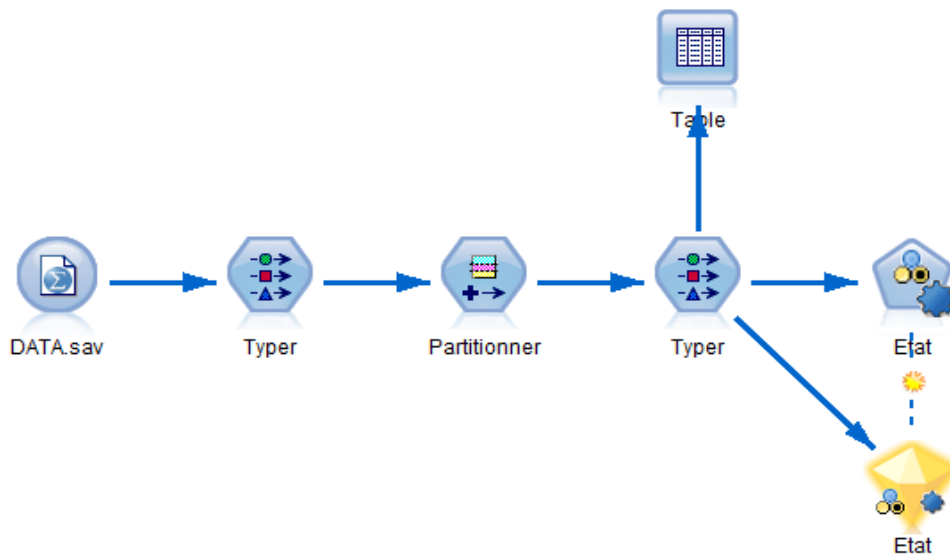 Table
DATA.sav
Typer
Partitionner
Typer
Etat
Etat